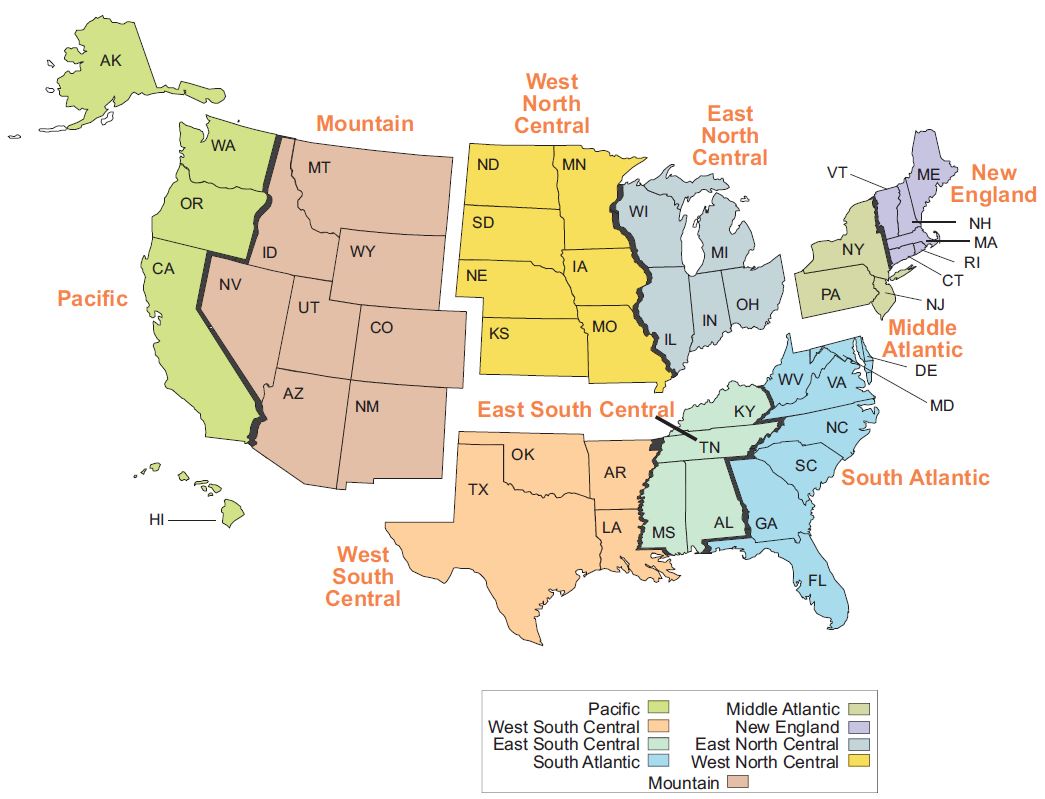 AK
West
North
Central
East
North
Central
Mountain
WA
MT
ND
MN
VT
ME
New
England
OR
ID
WY
SD
WI
MI
NY
NH
MA
RI
CT
CA
NV
UT
CO
NE
IA
IL
IN
OH
PA
NJ
Pacific
KS
MO
Middle
Atlantic
DE
MD
AZ
NM
East South Central
KY
WV
VA
TN
NC
OK
AR
SC
South Atlantic
TX
LA
MS
AL
GA
HI
West
South
Central
FL
Pacific
West South Central
East South Central
South Atlantic
Middle Atlantic
New England
East North Central
West North Central
Mountain